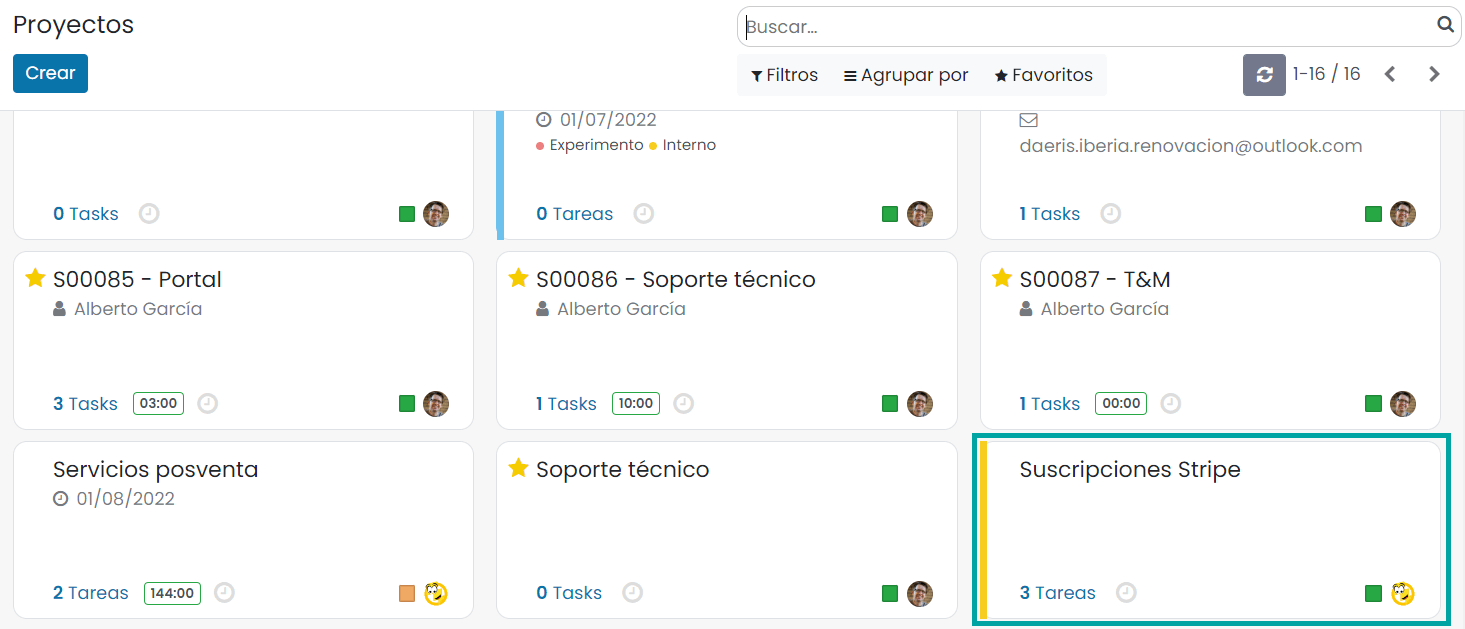 Proyectos
Buscar...
Crear
Filtros Agrupar por Favoritos
1-16 / 16
01/07/2022
Experimento Interno
daeris.iberia.renovacion@outlook.com
0 Tasks
0 Tareas
1 Tasks
S00085 - Portal
Alberto García
3 Tasks 03:00
S00086 - Soporte técnico
Alberto García
1 Tasks 10:00
S00087 - T&M
Alberto García
1 Tasks 00:00
Servicios posventa
01/08/2022
2 Tareas 144:00
Soporte técnico
0 Tasks
Suscripciones Stripe
3 Tareas